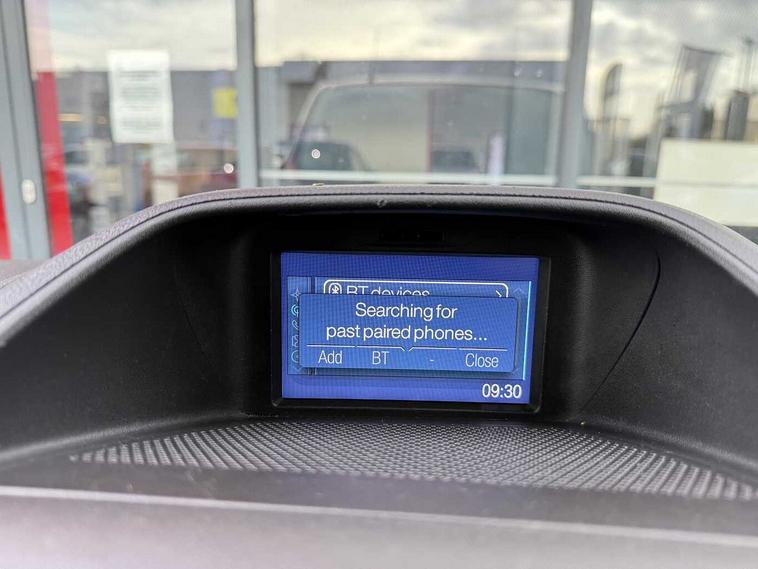 BT devices
Searching for
past paired phones...
Add BT - Close
09:30